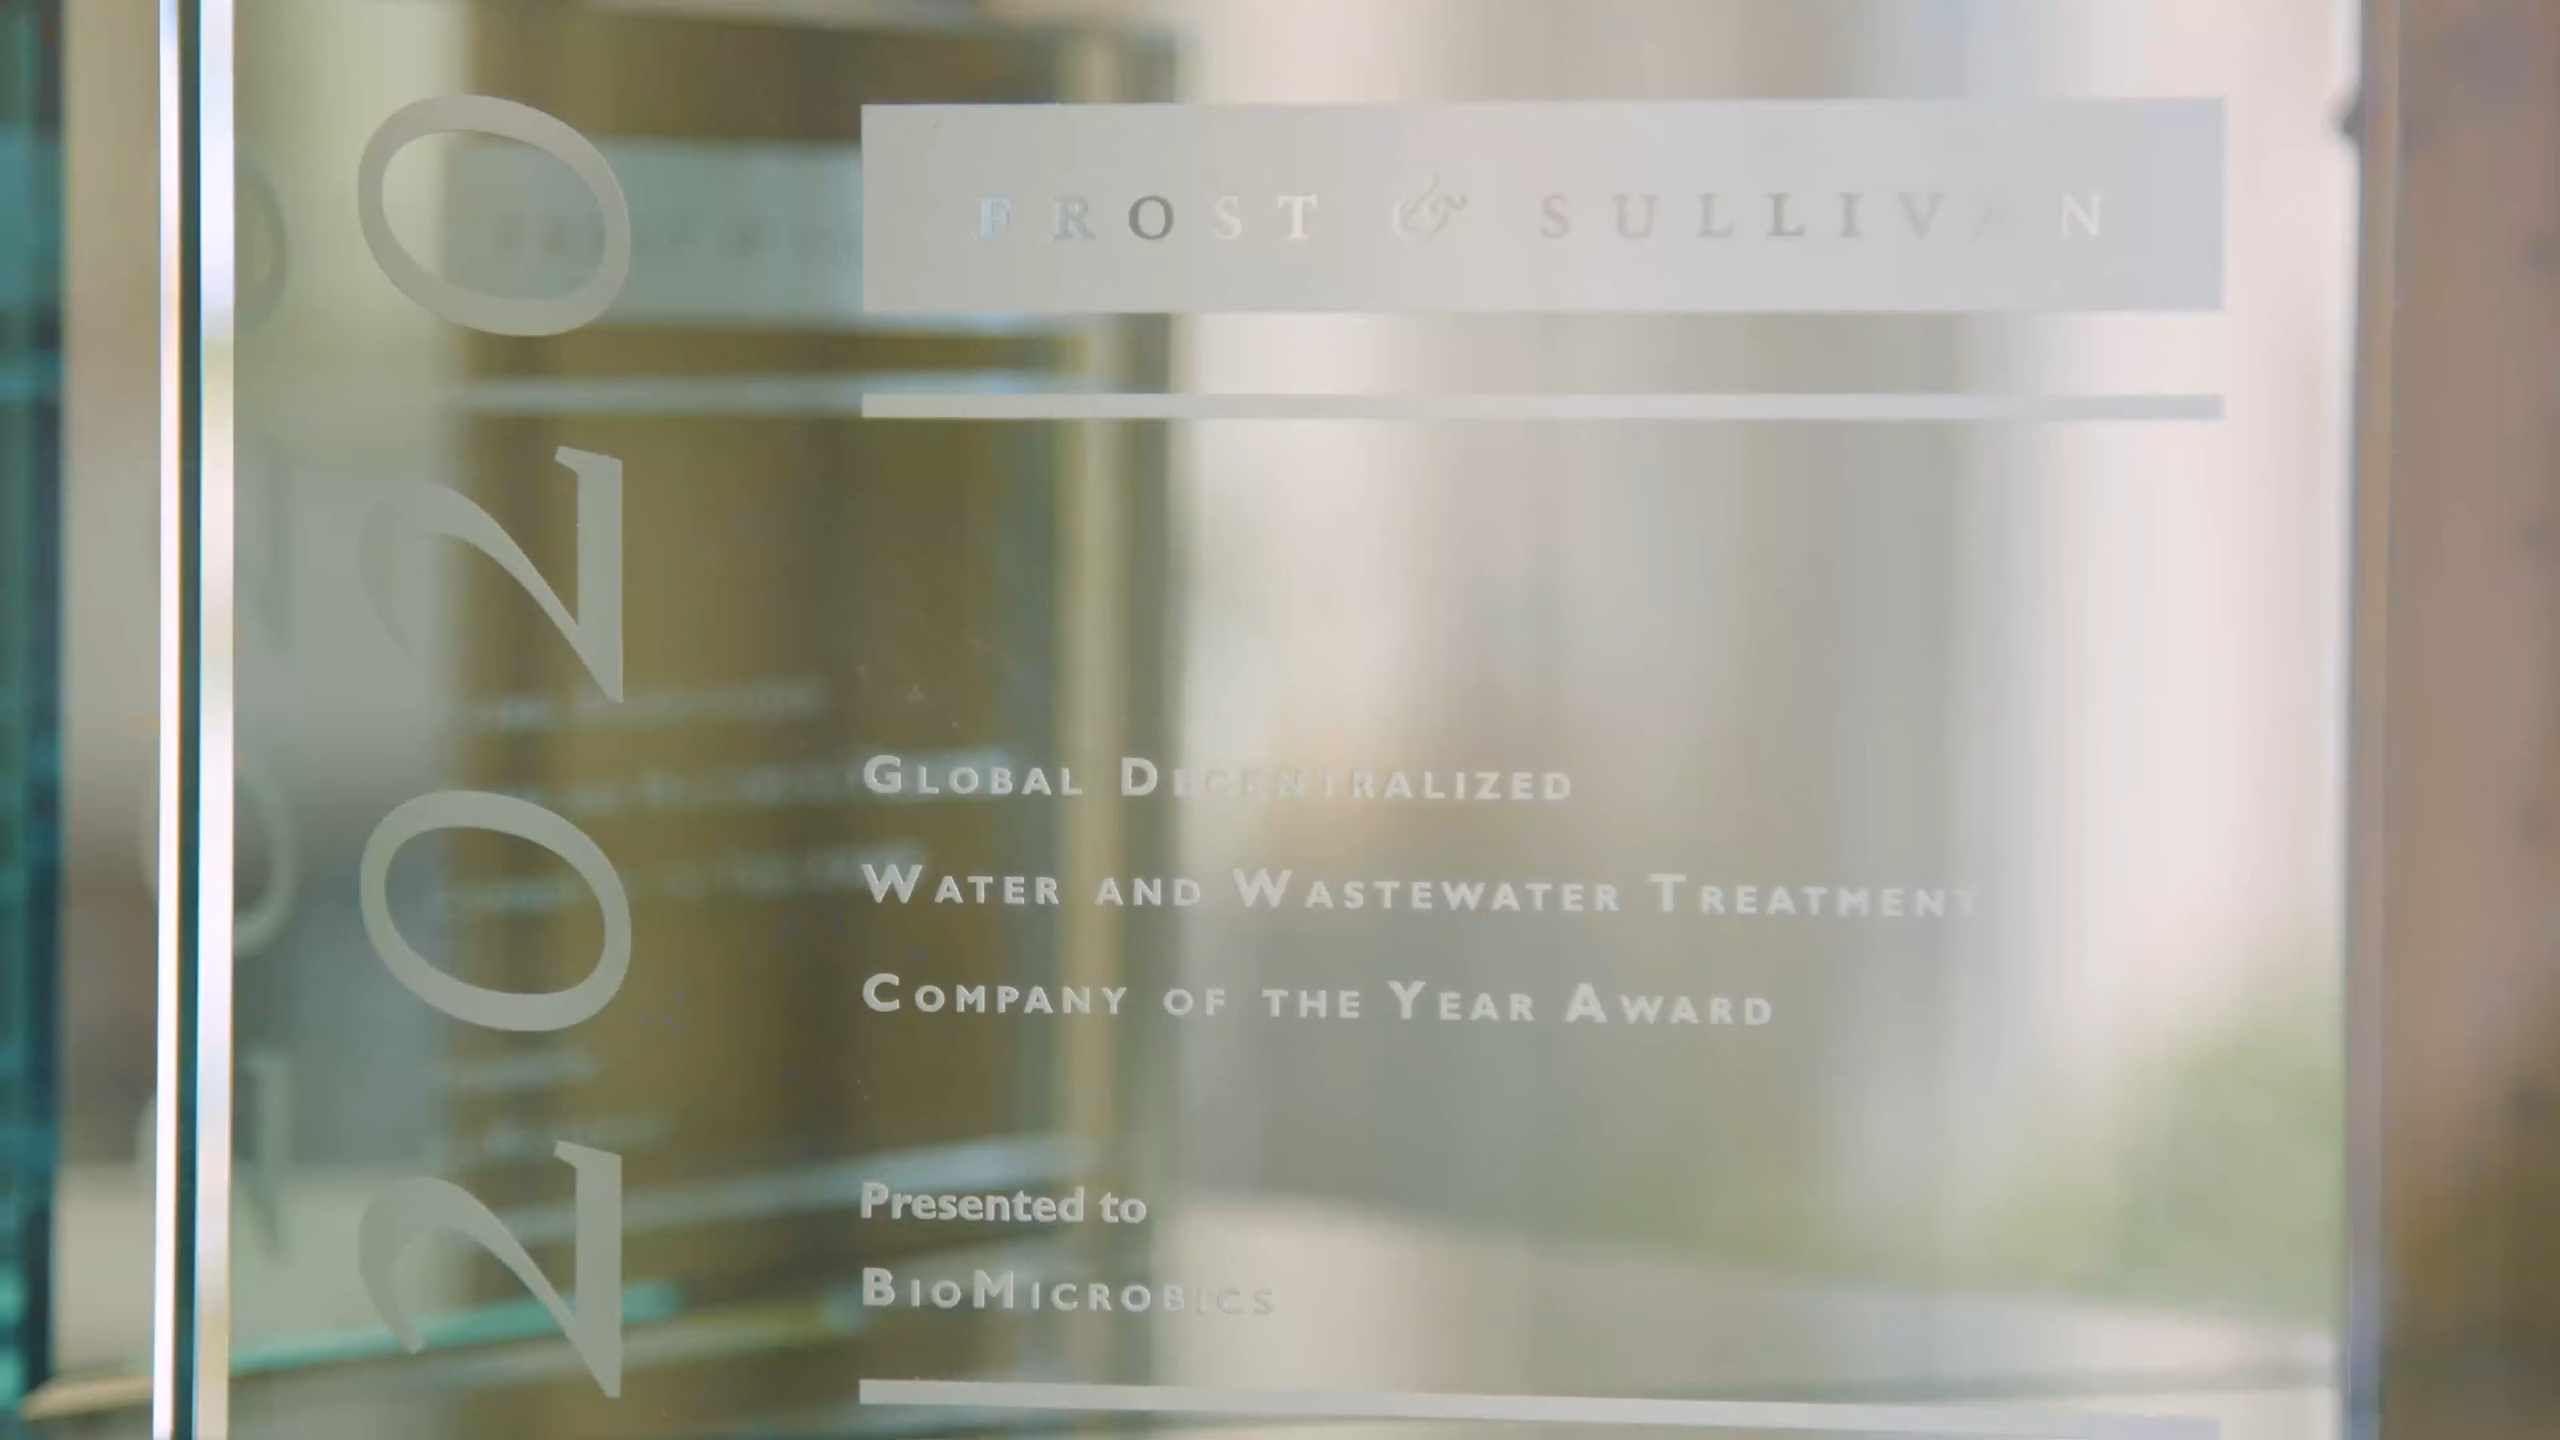 2020
FROST & SULLIVAN
GLOBAL DECENTRALIZED
WATER AND WASTEWATER TREATMENT
COMPANY OF THE YEAR AWARD
Presented to
BIOMICROBICS